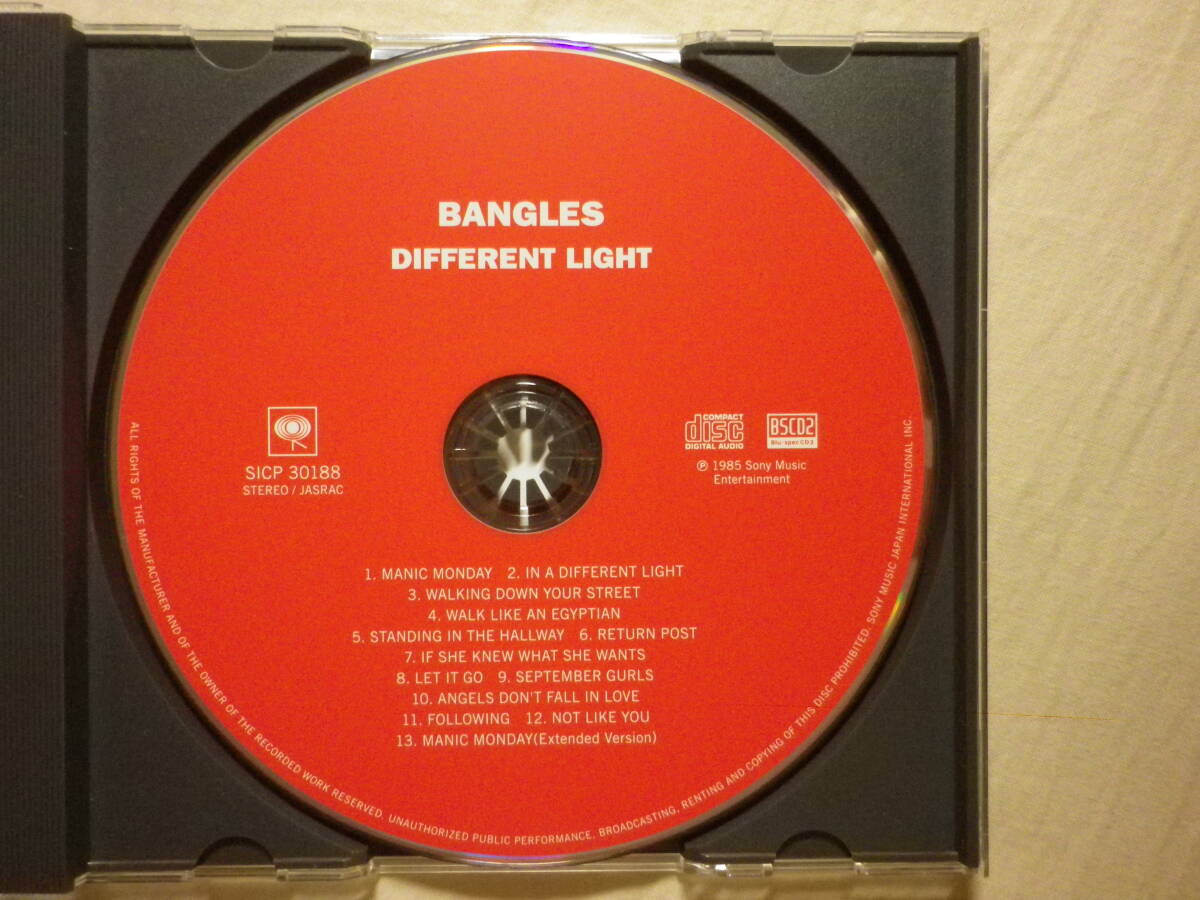 BANGLES
DIFFERENT LIGHT
SICP 30188
STEREO / JASRAC
COMPACT
disc
DIGITAL AUDIO
BSCD2
Blu-spec CD2
Ⓟ 1985 Sony Music
Entertainment
1. MANIC MONDAY 2. IN A DIFFERENT LIGHT
3. WALKING DOWN YOUR STREET
4. WALK LIKE AN EGYPTIAN
5. STANDING IN THE HALLWAY 6. RETURN POST
7. IF SHE KNEW WHAT SHE WANTS
8. LET IT GO 9. SEPTEMBER GURLS
10. ANGELS DON'T FALL IN LOVE
11. FOLLOWING 12. NOT LIKE YOU
13. MANIC MONDAY(Extended Version)
ALL RIGHTS OF THE MANUFACTURER AND OF THE OWNER OF THE RECORDED WORK RESERVED. UNAUTHORIZED PUBLIC PERFORMANCE, BROADCASTING, RENTING AND COPYING OF THIS DISC PROHIBITED. SONY MUSIC JAPAN INTERNATIONAL INC.